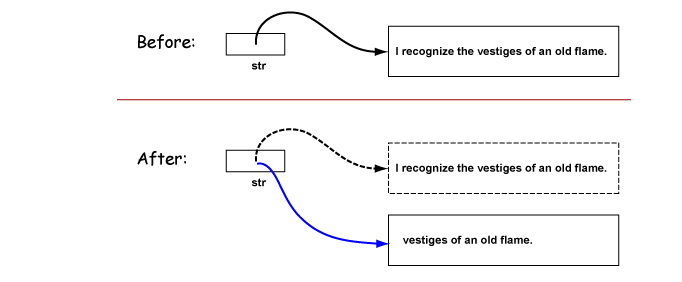 Before:
I recognize the vestiges of an old flame.
str
After:
I recognize the vestiges of an old flame.
str
vestiges of an old flame.